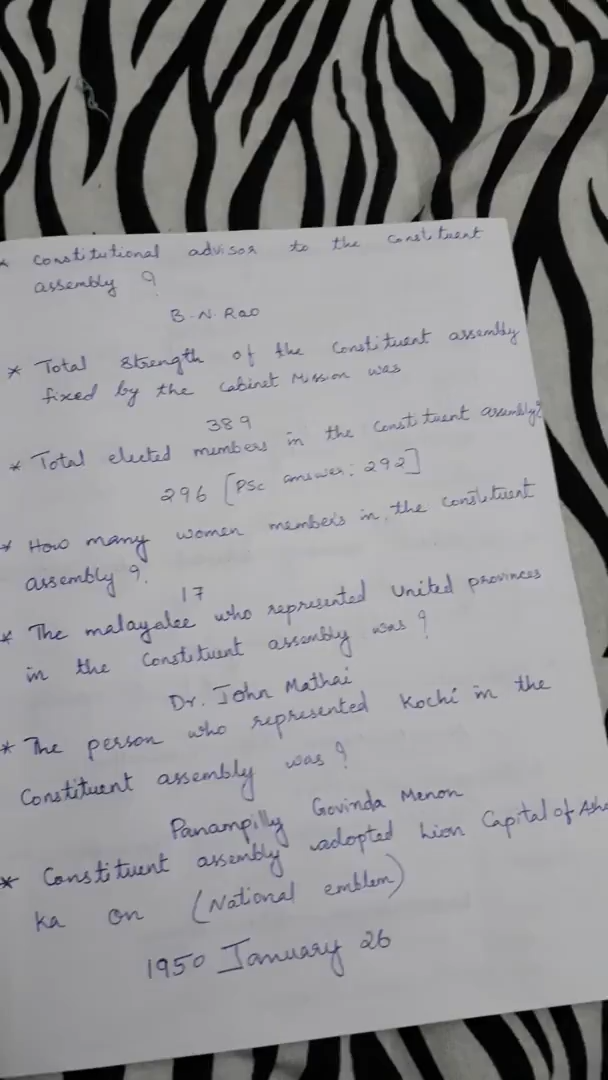 * Constitutional advisor to the constituent
assembly ?
B. N. Rao
* Total strength of the Constituent assembly
fixed by the Cabinet Mission was
389
* Total elected members in the Constituent assembly?
296 [PSC answer: 292]
* How many women members in the constituent
assembly ?
17
* The malayalee who represented United provinces
in the Constituent assembly was ?
Dr. John Mathai
* The person who represented Kochi in the
Constituent assembly was ?
Panampilly Govinda Menon
* Constituent assembly adopted Lion Capital of Asho
ka on (National emblem)
1950 January 26